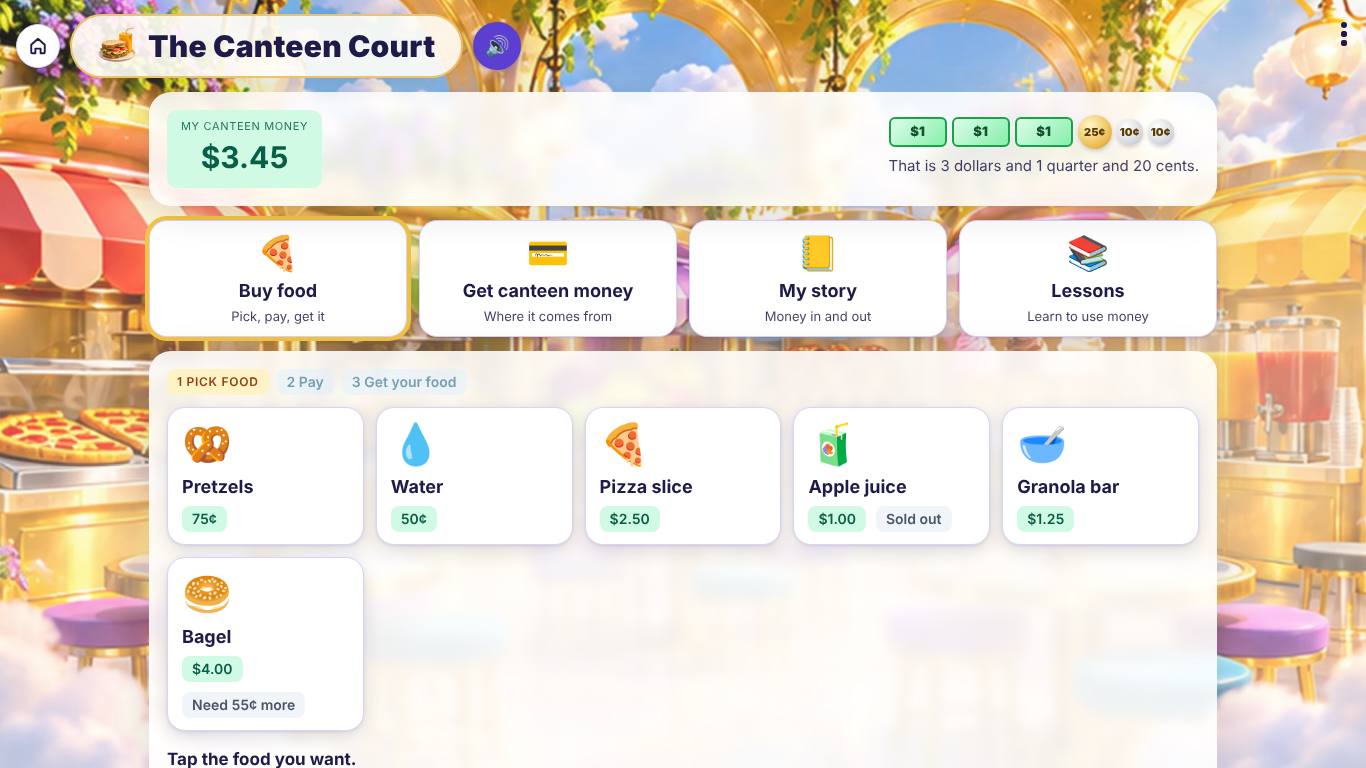 The Canteen Court
MY CANTEEN MONEY
$3.45
$1 $1 $1 25¢ 10¢ 10¢
That is 3 dollars and 1 quarter and 20 cents.
Buy food
Pick, pay, get it
Get canteen money
Where it comes from
My story
Money in and out
Lessons
Learn to use money
1 PICK FOOD 2 Pay 3 Get your food
Pretzels
75¢
Water
50¢
Pizza slice
$2.50
Apple juice
$1.00 Sold out
Granola bar
$1.25
Bagel
$4.00
Need 55¢ more
Tap the food you want.